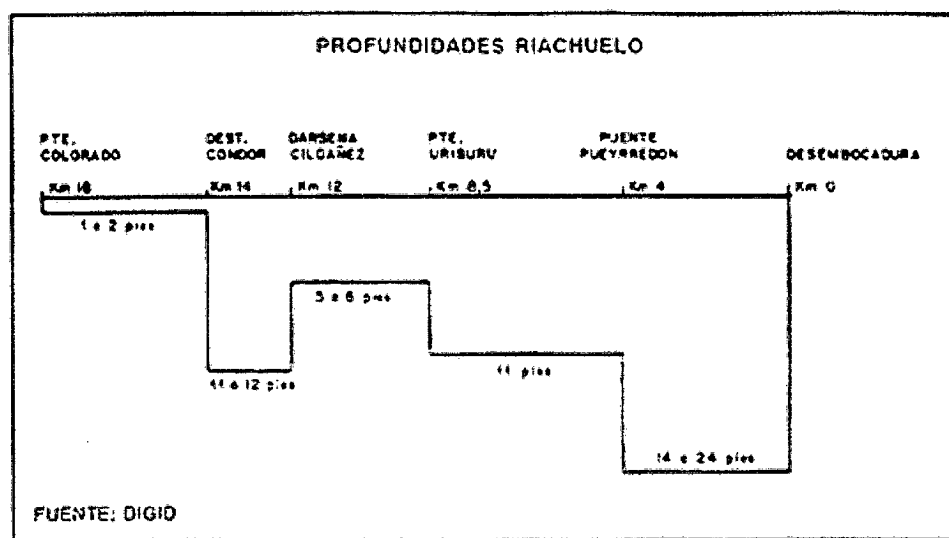 PROFUNDIDADES RIACHUELO
PTE.
COLORADO
DEST.
CONDOR
DARSENA
CILDAÑEZ
PTE.
URIBURU
PUENTE
PUEYRREDON
DESEMBOCADURA
Km 18
Km 14
Km 12
Km 8,5
Km 4
Km 0
1 a 2 pies
5 a 6 pies
11 a 12 pies
11 pies
14 a 24 pies
FUENTE: DIGID